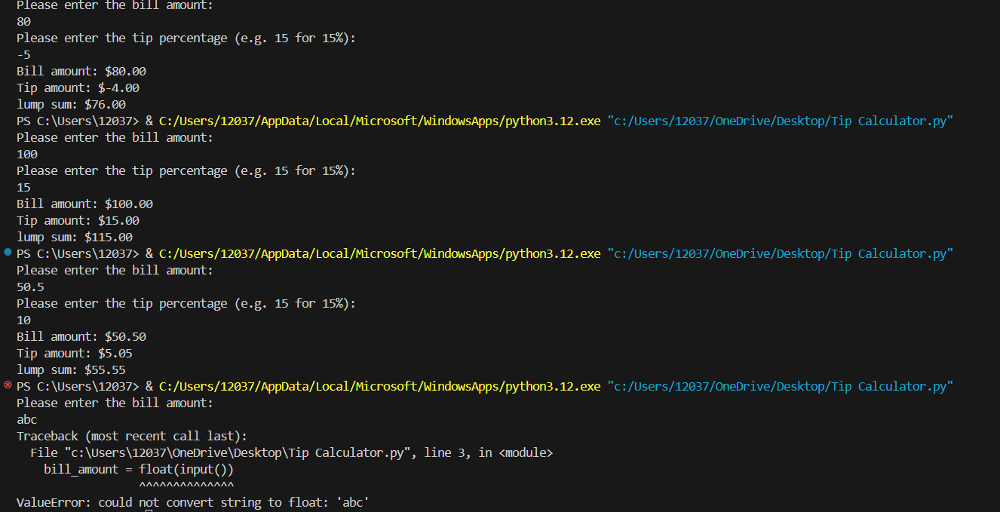 Please enter the bill amount:
80
Please enter the tip percentage (e.g. 15 for 15%):
-5
Bill amount: $80.00
Tip amount: $-4.00
lump sum: $76.00
PS C:\Users\12037> & C:/Users/12037/AppData/Local/Microsoft/WindowsApps/python3.12.exe "c:/Users/12037/OneDrive/Desktop/Tip Calculator.py"
Please enter the bill amount:
100
Please enter the tip percentage (e.g. 15 for 15%):
15
Bill amount: $100.00
Tip amount: $15.00
lump sum: $115.00
PS C:\Users\12037> & C:/Users/12037/AppData/Local/Microsoft/WindowsApps/python3.12.exe "c:/Users/12037/OneDrive/Desktop/Tip Calculator.py"
Please enter the bill amount:
50.5
Please enter the tip percentage (e.g. 15 for 15%):
10
Bill amount: $50.50
Tip amount: $5.05
lump sum: $55.55
PS C:\Users\12037> & C:/Users/12037/AppData/Local/Microsoft/WindowsApps/python3.12.exe "c:/Users/12037/OneDrive/Desktop/Tip Calculator.py"
Please enter the bill amount:
abc
Traceback (most recent call last):
  File "c:\Users\12037\OneDrive\Desktop\Tip Calculator.py", line 3, in <module>
    bill_amount = float(input())
                  ^^^^^^^^^^^^^^
ValueError: could not convert string to float: 'abc'